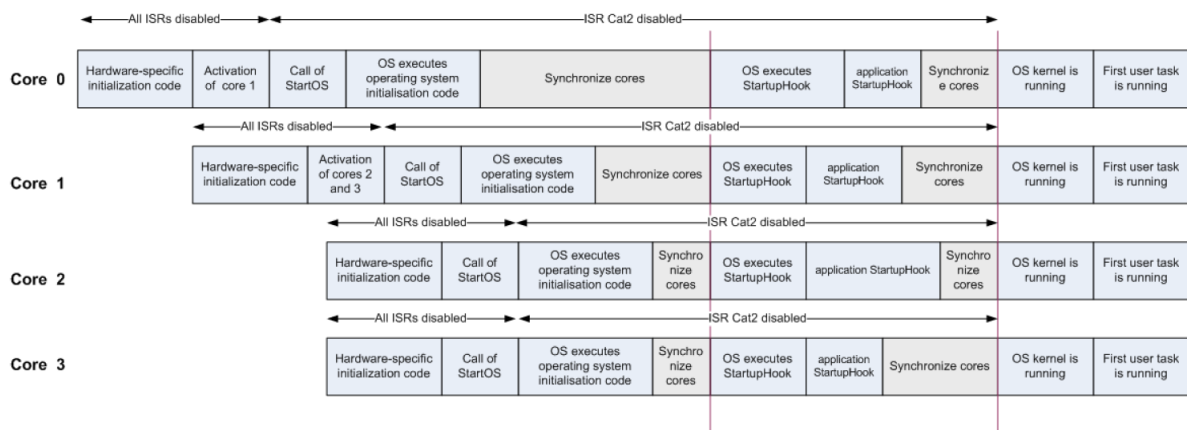 All ISRs disabled
ISR Cat2 disabled
Core 0
Hardware-specific
initialization code
Activation
of core 1
Call of
StartOS
OS executes
operating system
initialisation code
Synchronize cores
OS executes
StartupHook
application
StartupHook
Synchroniz
e cores
OS kernel is
running
First user task
is running
All ISRs disabled
ISR Cat2 disabled
Core 1
Hardware-specific
initialization code
Activation
of cores 2
and 3
Call of
StartOS
OS executes
operating system
initialisation code
Synchronize cores
OS executes
StartupHook
application
StartupHook
Synchronize
cores
OS kernel is
running
First user task
is running
All ISRs disabled
ISR Cat2 disabled
Core 2
Hardware-specific
initialization code
Call of
StartOS
OS executes
operating system
initialisation code
Synchro
nize
cores
OS executes
StartupHook
application StartupHook
Synchro
nize
cores
OS kernel is
running
First user task
is running
All ISRs disabled
ISR Cat2 disabled
Core 3
Hardware-specific
initialization code
Call of
StartOS
OS executes
operating system
initialisation code
Synchro
nize
cores
OS executes
StartupHook
application
StartupHook
Synchronize cores
OS kernel is
running
First user task
is running